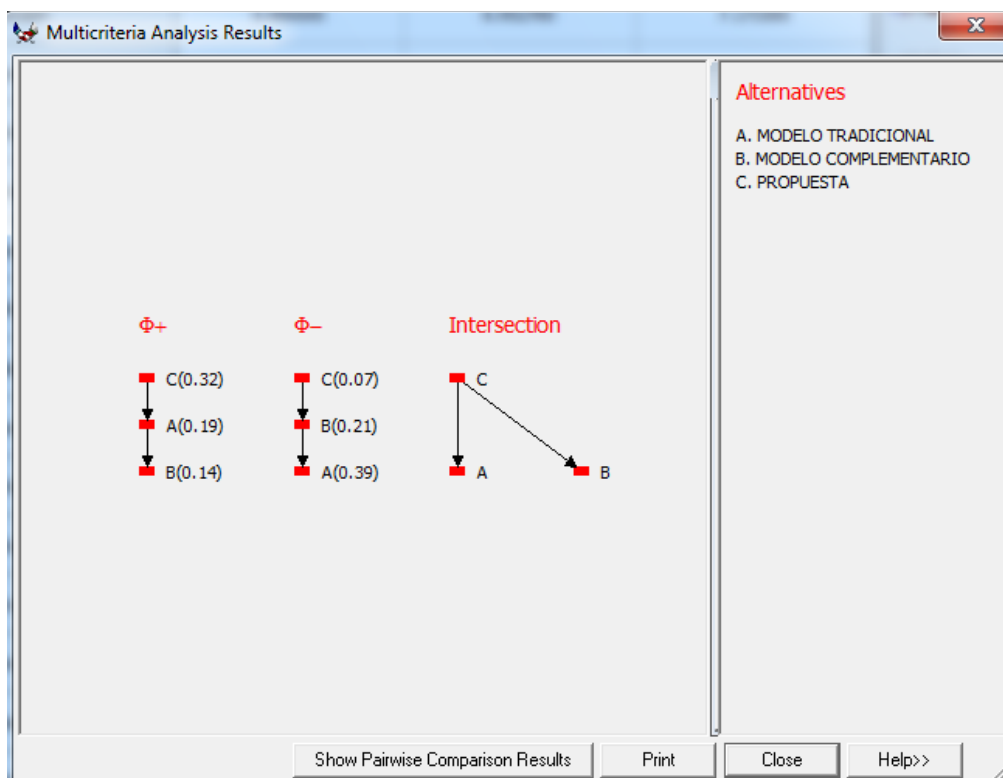 Multicriteria Analysis Results
Alternatives
A. MODELO TRADICIONAL
B. MODELO COMPLEMENTARIO
C. PROPUESTA
Φ+ Φ− Intersection
C(0.32) C(0.07) C
A(0.19) B(0.21)
B(0.14) A(0.39) A B
Show Pairwise Comparison Results Print Close Help>>